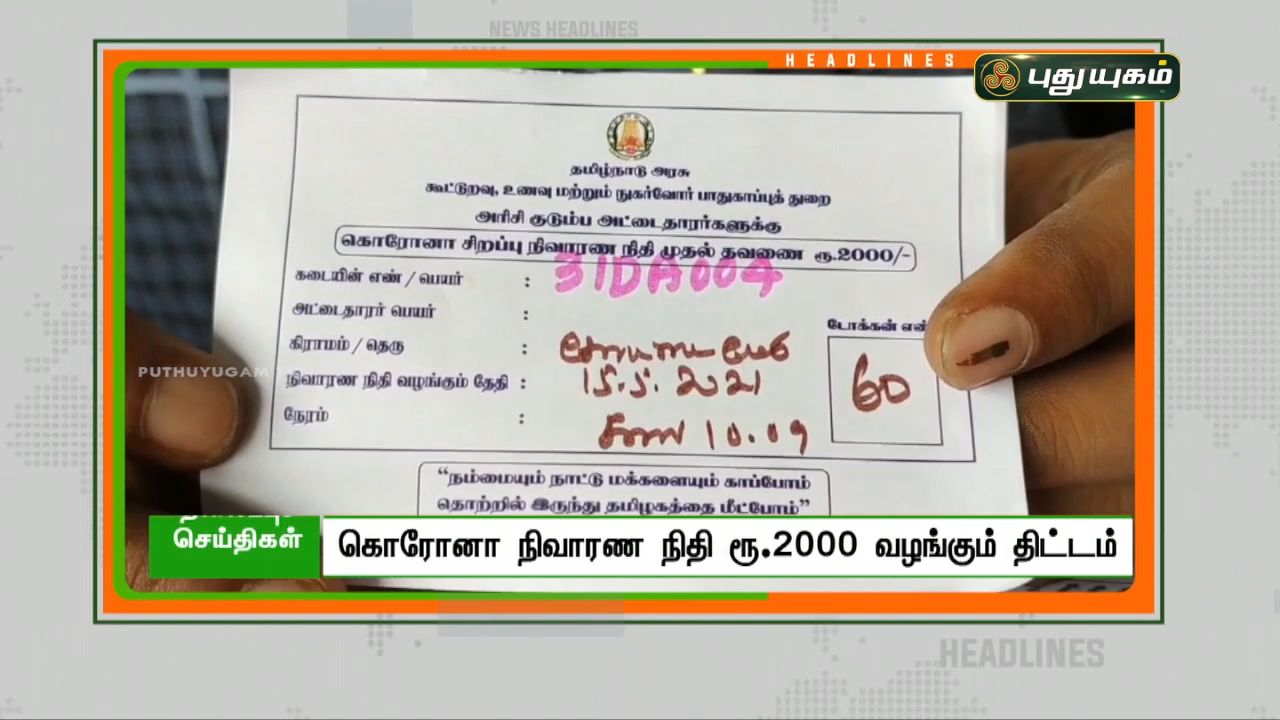 NEWS HEADLINES
HEADLINES
புதுயுகம்
தமிழ்நாடு அரசு
கூட்டுறவு, உணவு மற்றும் நுகர்வோர் பாதுகாப்புத் துறை
அரிசி குடும்ப அட்டைதாரர்களுக்கு
கொரோனா சிறப்பு நிவாரண நிதி முதல் தவணை ரூ.2000/-
கடையின் எண் / பெயர் : 31DA004
அட்டைதாரர் பெயர் :
டோக்கன்
கிராமம் / தெரு :
PUTHUYUGAM
நிவாரண நிதி வழங்கும் தேதி : 15.5.2021
60
நேரம் : 10.09
“நம்மையும் நாட்டு மக்களையும் காப்போம்
தொற்றில் இருந்து தமிழகத்தை மீட்போம்”
செய்திகள்
கொரோனா நிவாரண நிதி ரூ.2000 வழங்கும் திட்டம்
HEADLINES